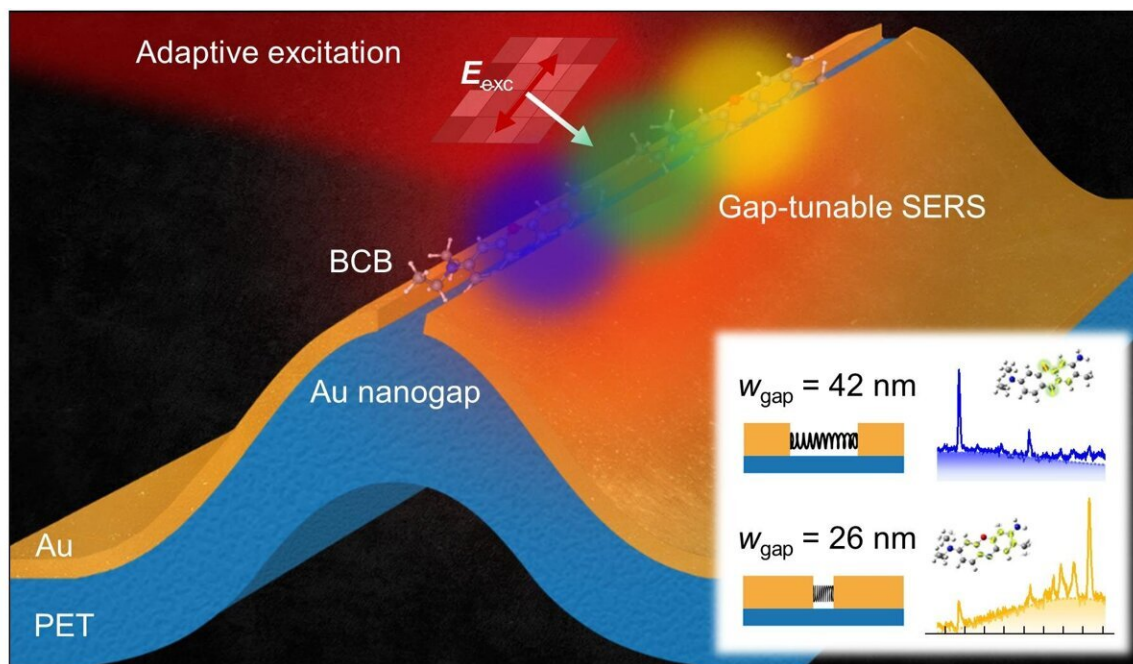 Adaptive excitation
Eexc
Gap-tunable SERS
BCB
Au nanogap
Au
PET
wgap = 42 nm
wgap = 26 nm